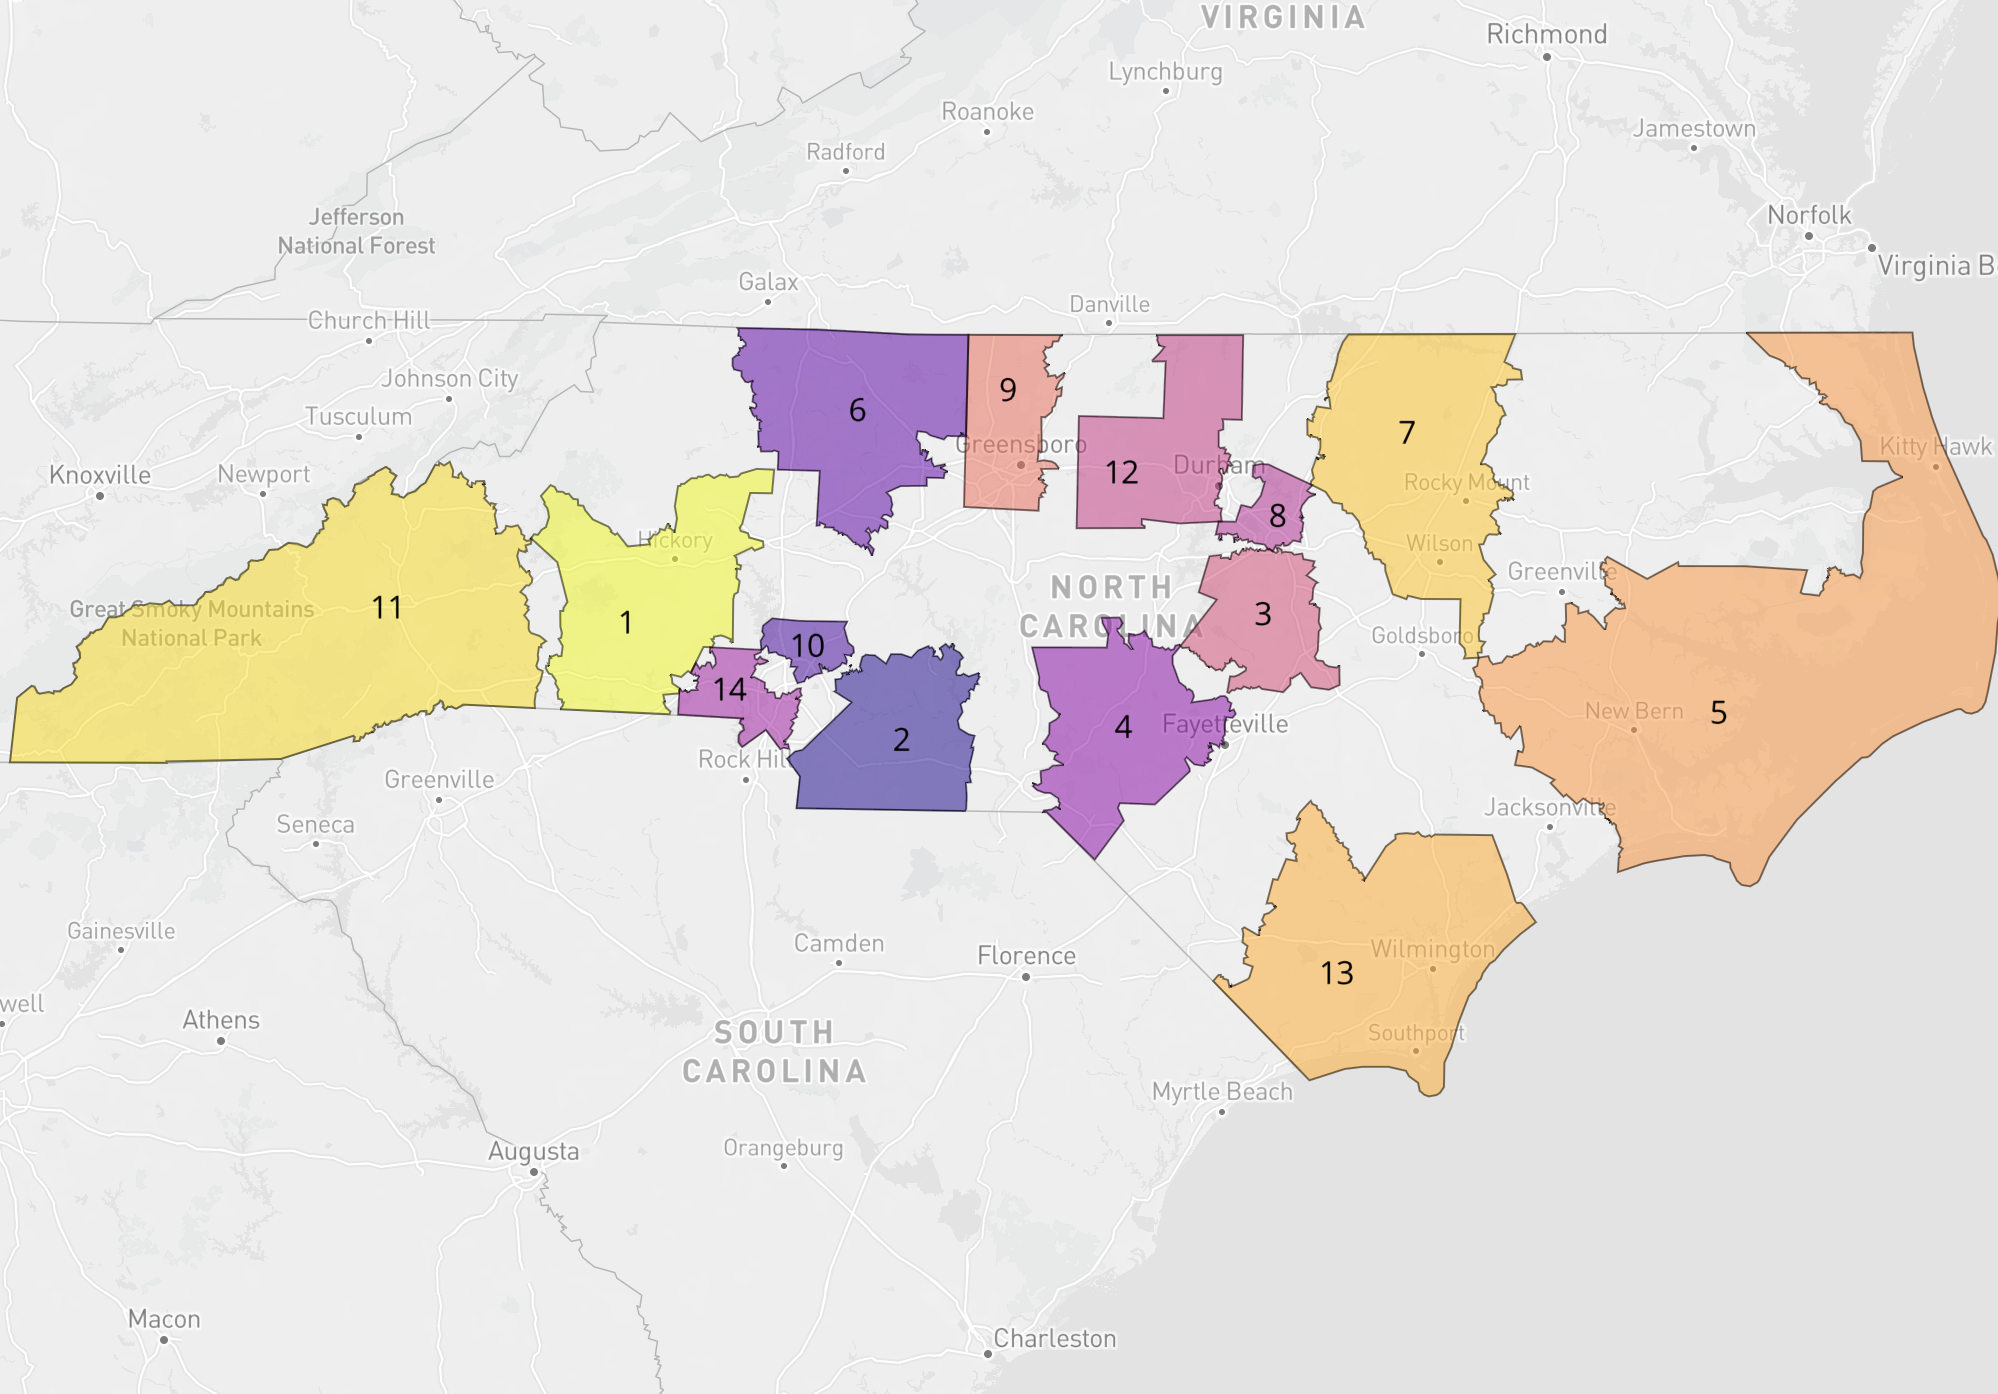 VIRGINIA
Richmond
Lynchburg
Roanoke
Jamestown
Radford
Jefferson
National Forest
Norfolk
Virginia B
Galax
Danville
Church Hill
Johnson City
Tusculum
6
9
7
Kitty Hawk
Greensboro
Durham
12
Knoxville
Newport
Rocky Mount
8
Hickory
Wilson
Greenville
NORTH
CAROLINA
Great Smoky Mountains
National Park
11
1
3
Goldsboro
10
14
2
4
Fayetteville
New Bern
5
Rock Hil
Greenville
Jacksonville
Seneca
Gainesville
Camden
Florence
Wilmington
13
well
Athens
SOUTH
CAROLINA
Southport
Myrtle Beach
Augusta
Orangeburg
Macon
Charleston